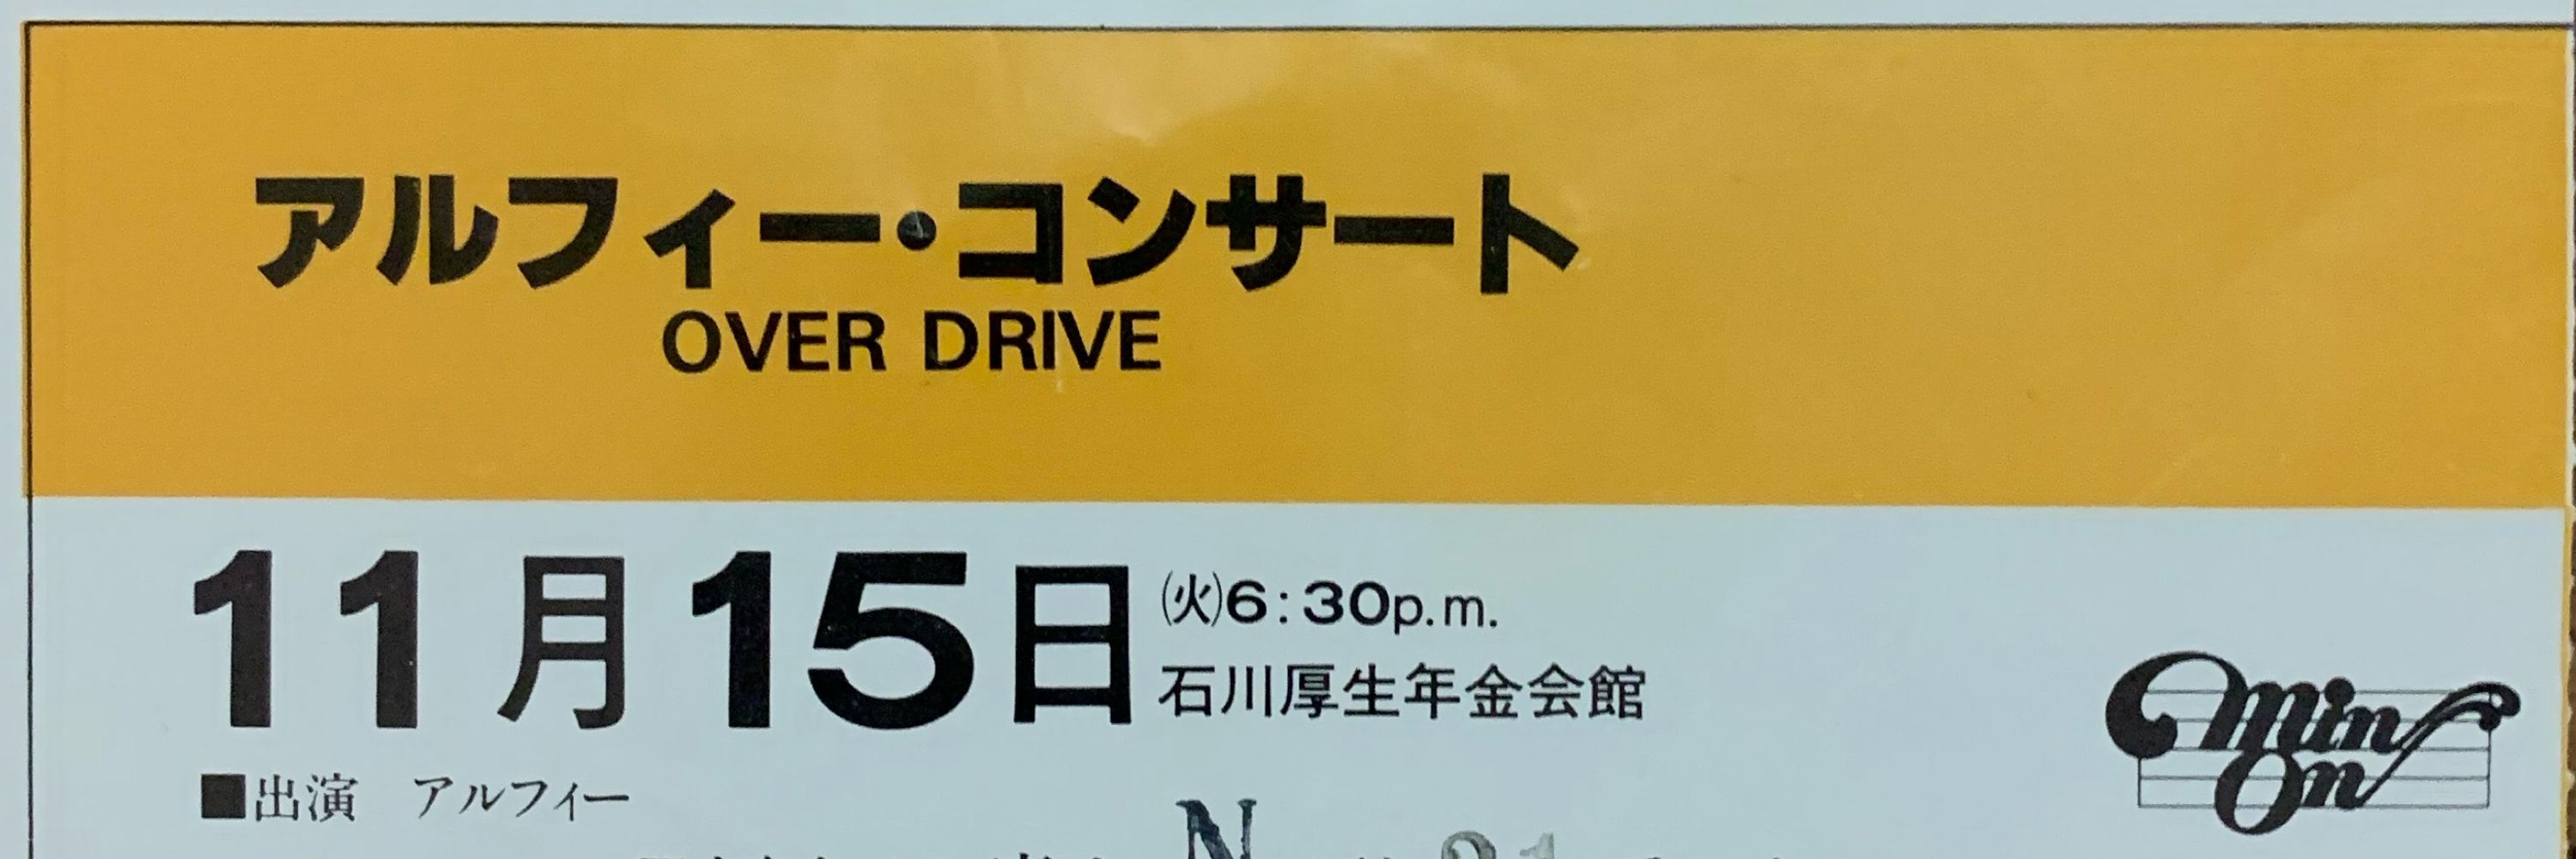 アルフィー・コンサート
OVER DRIVE
11月15日
㈫6:30p.m.
石川厚生年金会館
Min On
■出演 アルフィー